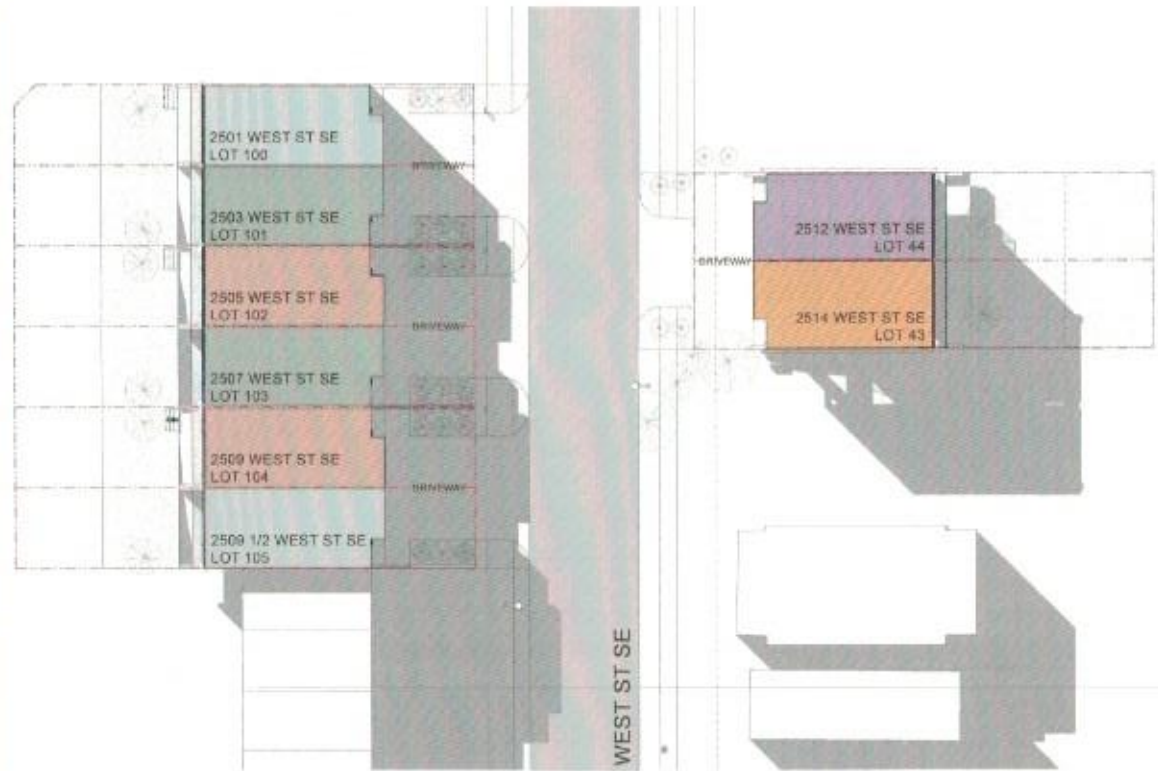 2501 WEST ST SE
LOT 100
DRIVEWAY
2503 WEST ST SE
LOT 101
2505 WEST ST SE
LOT 102
DRIVEWAY
2507 WEST ST SE
LOT 103
2509 WEST ST SE
LOT 104
DRIVEWAY
2509 1/2 WEST ST SE
LOT 105
WEST ST SE
2512 WEST ST SE
LOT 44
DRIVEWAY
2514 WEST ST SE
LOT 43